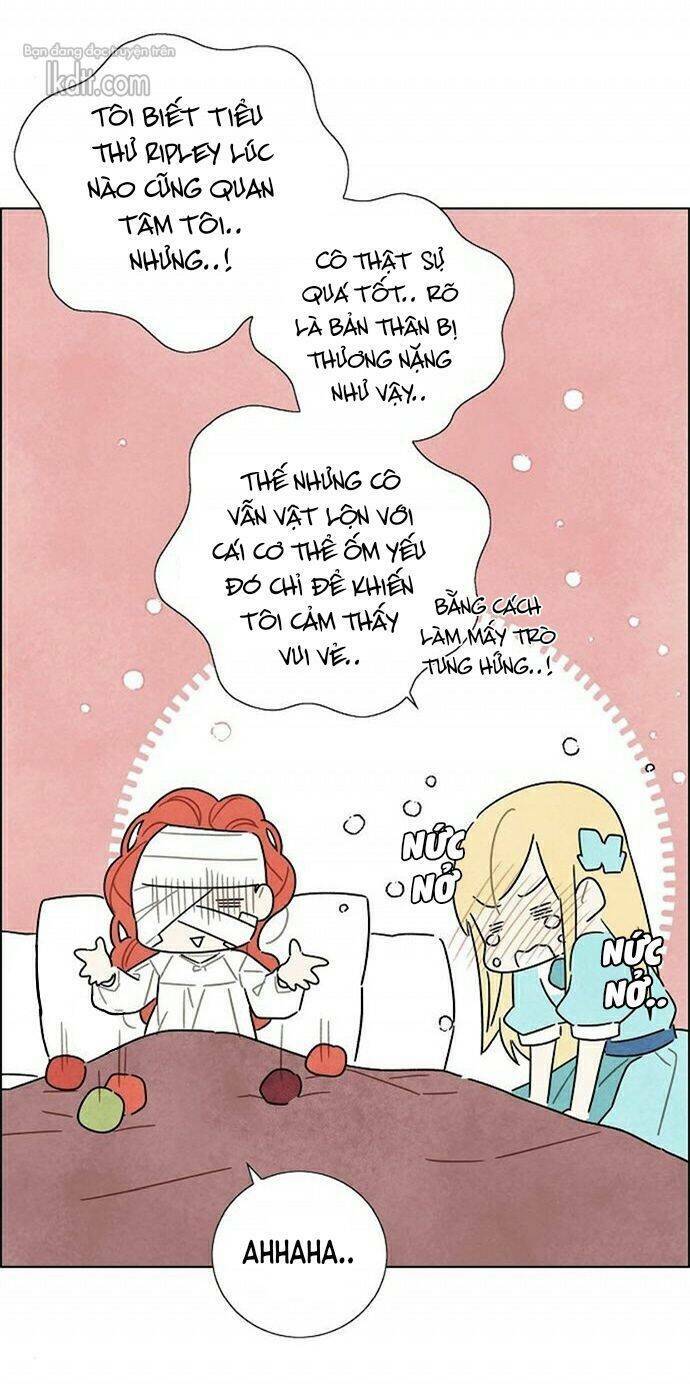 Bạn đang đọc truyện trên
lkdtt.com
TÔI BIẾT TIỂU
THƯ RIPLEY LÚC
NÀO CŨNG QUAN
TÂM TÔI..
NHƯNG..!
CÔ THẬT SỰ
QUÁ TỐT.. RÕ
LÀ BẢN THÂN BỊ
THƯƠNG NẶNG
NHƯ VẬY..
THẾ NHƯNG CÔ
VẪN VẬT LỘN VỚI
CÁI CƠ THỂ ỐM YẾU
ĐÓ CHỈ ĐỂ KHIẾN
TÔI CẢM THẤY
VUI VẺ..
BẰNG CÁCH
LÀM MẤY TRÒ
TUNG HỨNG..!
NỨC
NỞ
NỨC
NỞ..
AHHAHA..